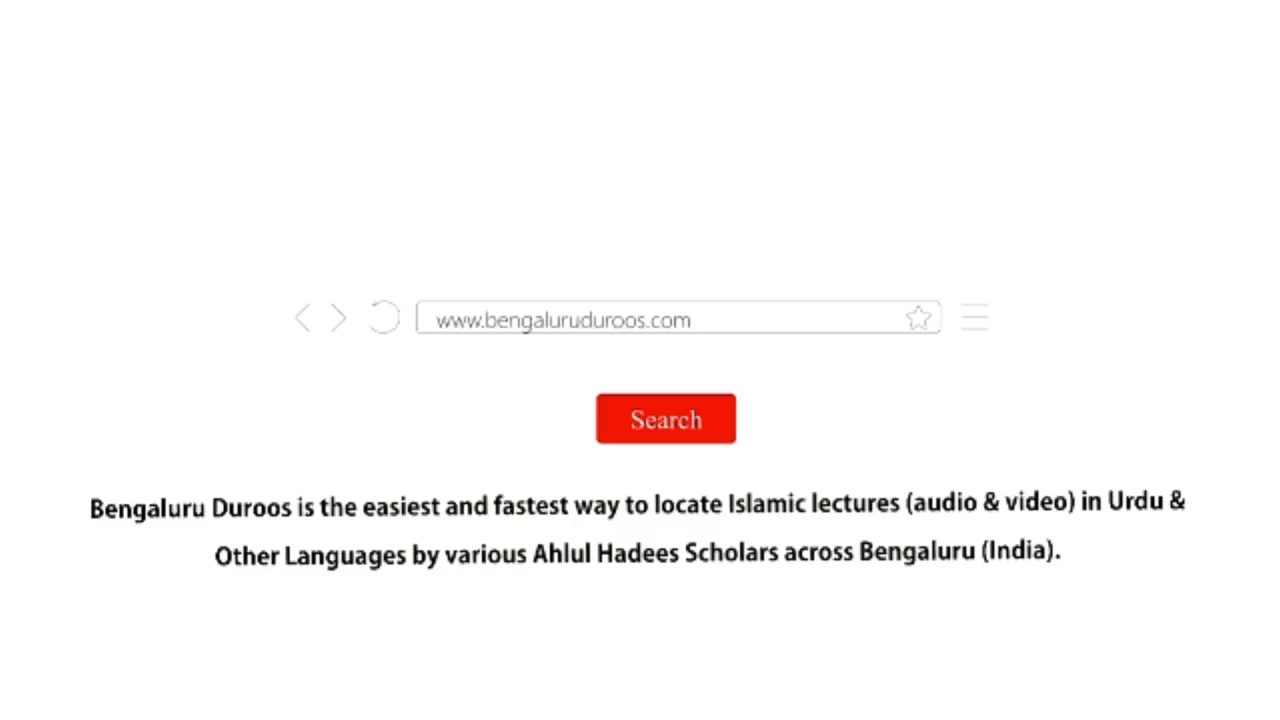 www.bengaluruduroos.com
Search
Bengaluru Duroos is the easiest and fastest way to locate Islamic lectures (audio & video) in Urdu &
Other Languages by various Ahlul Hadees Scholars across Bengaluru (India).